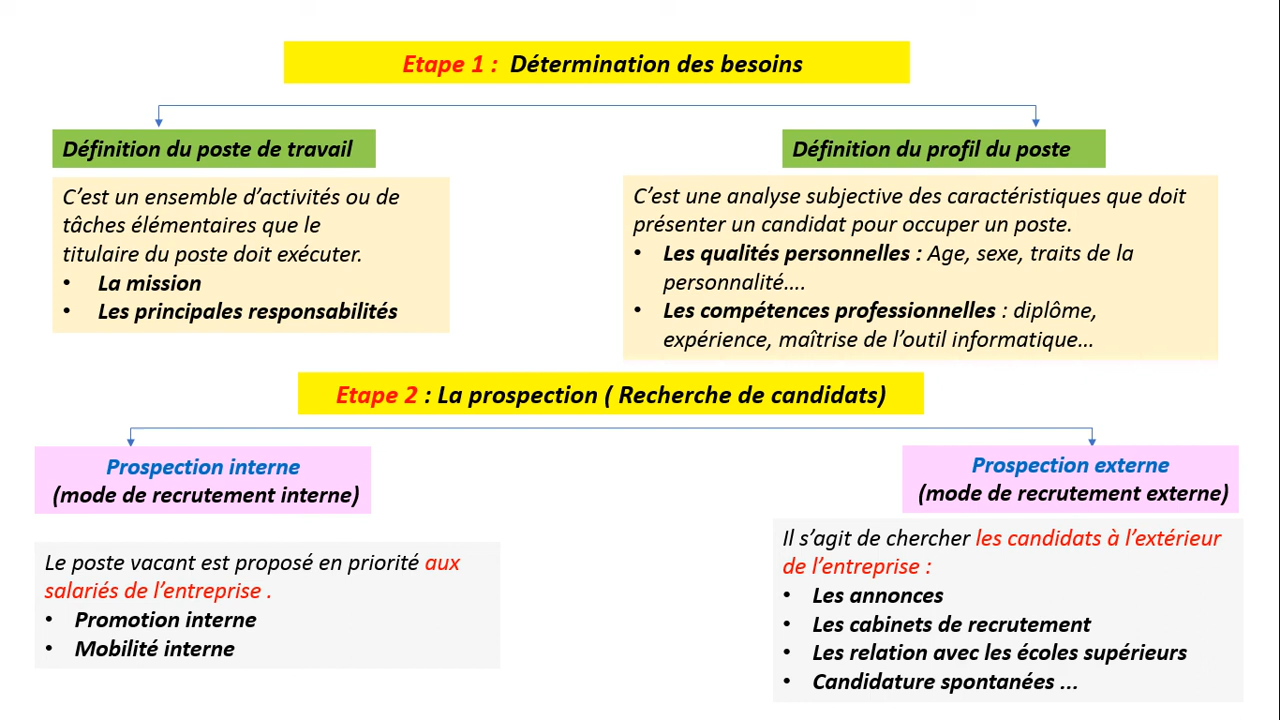 Etape 1 : Détermination des besoins
Définition du poste de travail
C’est un ensemble d’activités ou de
tâches élémentaires que le
titulaire du poste doit exécuter.
• La mission
• Les principales responsabilités
Définition du profil du poste
C’est une analyse subjective des caractéristiques que doit
présenter un candidat pour occuper un poste.
• Les qualités personnelles : Age, sexe, traits de la
personnalité....
• Les compétences professionnelles : diplôme,
expérience, maîtrise de l’outil informatique...
Etape 2 : La prospection ( Recherche de candidats)
Prospection interne
(mode de recrutement interne)
Le poste vacant est proposé en priorité aux
salariés de l’entreprise .
• Promotion interne
• Mobilité interne
Prospection externe
(mode de recrutement externe)
Il s’agit de chercher les candidats à l’extérieur
de l’entreprise :
• Les annonces
• Les cabinets de recrutement
• Les relation avec les écoles supérieurs
• Candidature spontanées ...